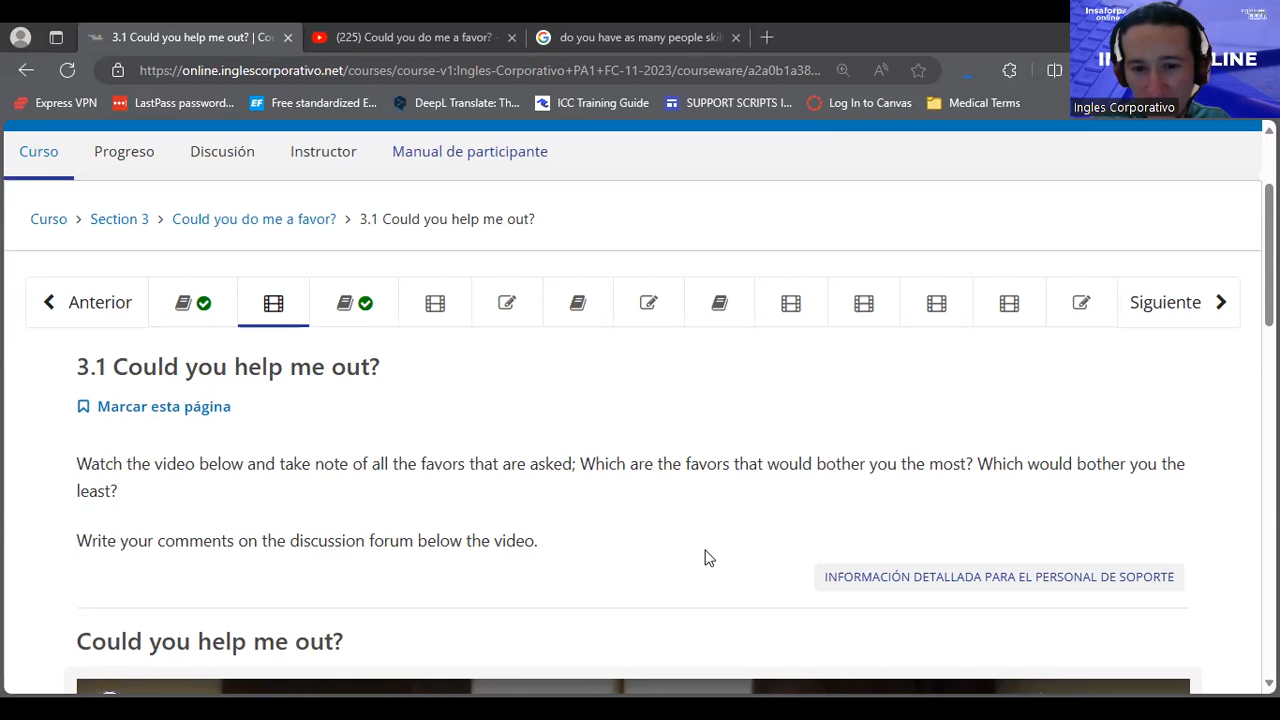 3.1 Could you help me out? | Cou
(225) Could you do me a favor? -
do you have as many people skil
https://online.inglescorporativo.net/courses/course-v1:Ingles-Corporativo+PA1+FC-11-2023/courseware/a2a0b1a38...
Express VPN
LastPass password...
Free standardized E...
DeepL Translate: Th...
ICC Training Guide
SUPPORT SCRIPTS I...
Log In to Canvas
Medical Terms
Insaforp
online
LINE
Ingles Corporativo
Curso
Progreso
Discusión
Instructor
Manual de participante
Curso > Section 3 > Could you do me a favor? > 3.1 Could you help me out?
Anterior
Siguiente
3.1 Could you help me out?
Marcar esta página
Watch the video below and take note of all the favors that are asked; Which are the favors that would bother you the most? Which would bother you the
least?
Write your comments on the discussion forum below the video.
INFORMACIÓN DETALLADA PARA EL PERSONAL DE SOPORTE
Could you help me out?